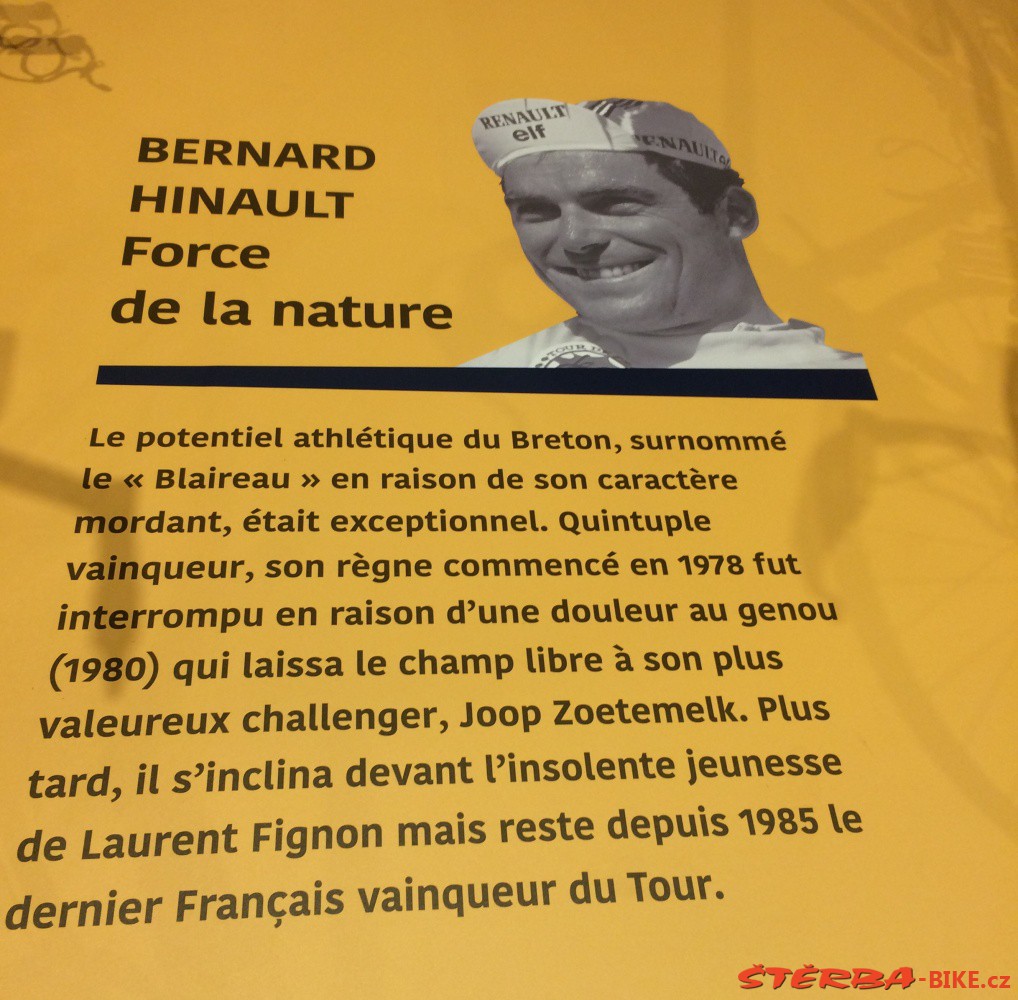 RENAULT
elf
RENAULT
BERNARD
HINAULT
Force
de la nature
TOUR D
Le potentiel athlétique du Breton, surnommé
le « Blaireau » en raison de son caractère
mordant, était exceptionnel. Quintuple
vainqueur, son règne commencé en 1978 fut
interrompu en raison d’une douleur au genou
(1980) qui laissa le champ libre à son plus
valeureux challenger, Joop Zoetemelk. Plus
tard, il s’inclina devant l’insolente jeunesse
de Laurent Fignon mais reste depuis 1985 le
dernier Français vainqueur du Tour.
ŠTĚRBA-BIKE.cz